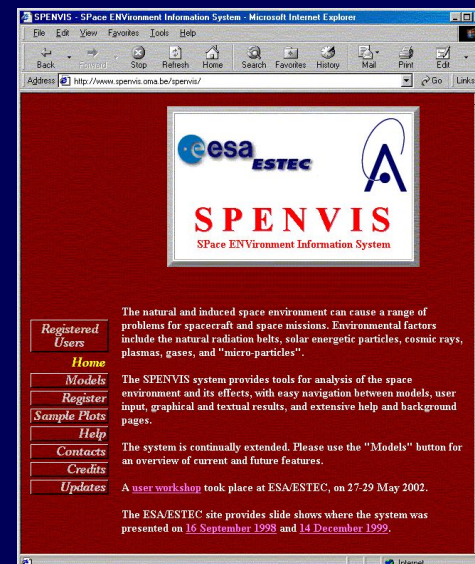 SPENVIS - SPace ENVironment Information System - Microsoft Internet Explorer
File Edit View Favorites Tools Help
Back Forward Stop Refresh Home Search Favorites History Mail Print Edit
Address http://www.spenvis.oma.be/spenvis/ Go Links
esa
ESTEC
SPENVIS
SPace ENVironment Information System
Registered
Users
Home
Models
Register
Sample Plots
Help
Contacts
Credits
Updates
The natural and induced space environment can cause a range of
problems for spacecraft and space missions. Environmental factors
include the natural radiation belts, solar energetic particles, cosmic rays,
plasmas, gases, and "micro-particles".
The SPENVIS system provides tools for analysis of the space
environment and its effects, with easy navigation between models, user
input, graphical and textual results, and extensive help and background
pages.
The system is continually extended. Please use the "Models" button for
an overview of current and future features.
A user workshop took place at ESA/ESTEC, on 27-29 May 2002.
The ESA/ESTEC site provides slide shows where the system was
presented on 16 September 1998 and 14 December 1999.
Internet